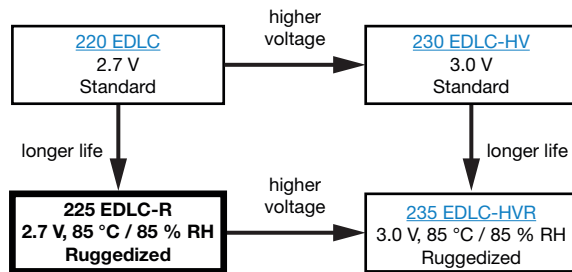 220 EDLC
2.7 V
Standard
higher
voltage
230 EDLC-HV
3.0 V
Standard
longer life
longer life
225 EDLC-R
2.7 V, 85 °C / 85 % RH
Ruggedized
higher
voltage
235 EDLC-HVR
3.0 V, 85 °C / 85 % RH
Ruggedized